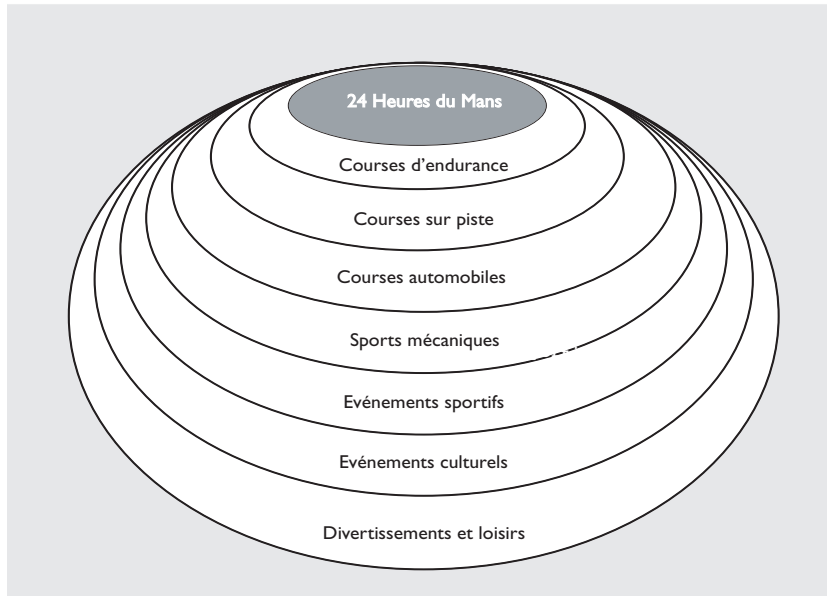 24 Heures du Mans
Courses d’endurance
Courses sur piste
Courses automobiles
Sports mécaniques
Evénements sportifs
Evénements culturels
Divertissements et loisirs